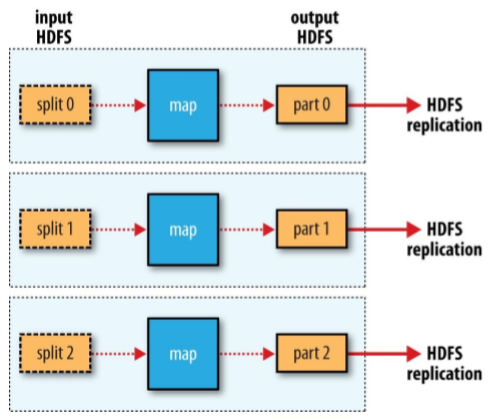 input
HDFS
output
HDFS
split 0
map
part 0
HDFS
replication
split 1
map
part 1
HDFS
replication
split 2
map
part 2
HDFS
replication